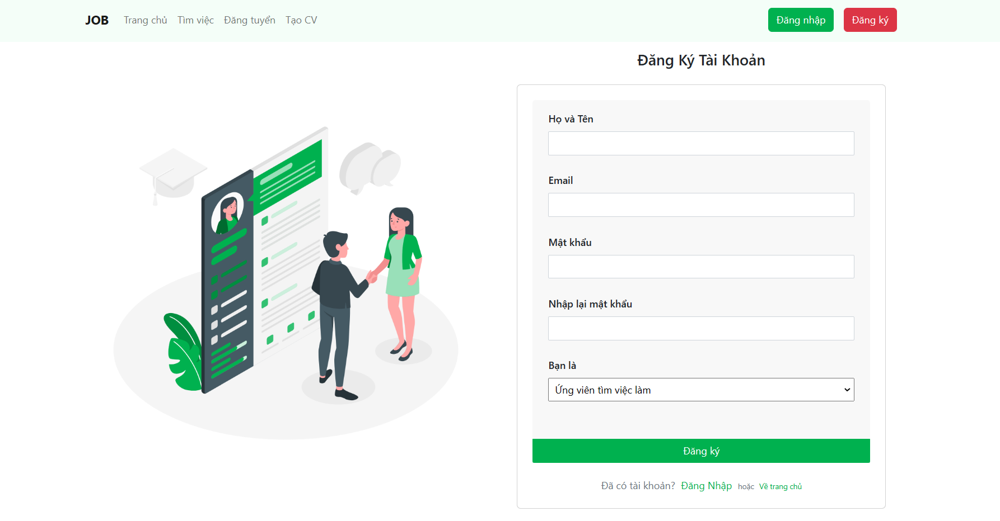 JOB Trang chủ Tìm việc Đăng tuyển Tạo CV Đăng nhập Đăng ký
Đăng Ký Tài Khoản
Họ và Tên
Email
Mật khẩu
Nhập lại mật khẩu
Bạn là
Ứng viên tìm việc làm
Đăng ký
Đã có tài khoản? Đăng Nhập hoặc Về trang chủ